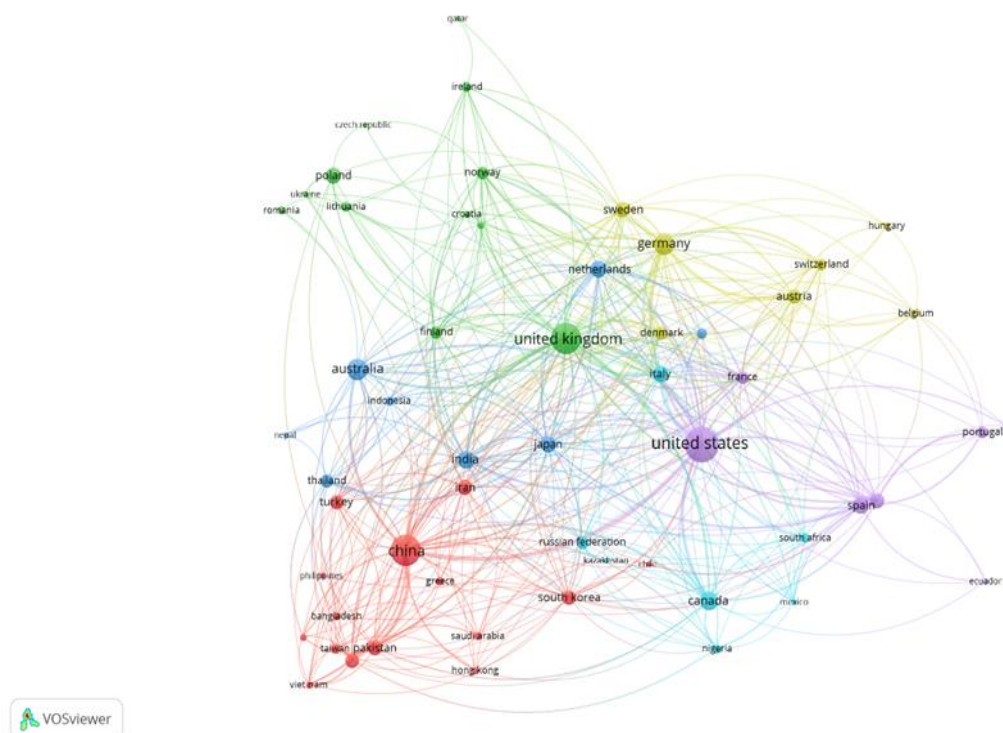 qatar
ireland
czech republic
poland
norway
ukraine
romania
lithuania
croatia
sweden
hungary
germany
switzerland
netherlands
austria
belgium
finland
united kingdom
denmark
australia
italy
france
indonesia
nepal
portugal
japan
united states
india
thailand
iran
turkey
spain
china
russian federation
south africa
kazakhstan
chile
philippines
greece
ecuador
south korea
canada
mexico
bangladesh
saudi arabia
taiwan
pakistan
nigeria
hong kong
vietnam
VOSviewer